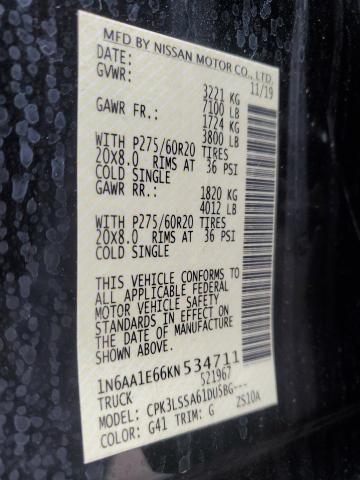 MFD BY NISSAN MOTOR CO., LTD.
DATE: 11/19
GVWR: 3221 KG
7100 LB
GAWR FR.: 1724 KG
3800 LB
WITH P275/60R20 TIRES
20X8.0 RIMS AT 36 PSI
COLD SINGLE
GAWR RR.: 1820 KG
4012 LB
WITH P275/60R20 TIRES
20X8.0 RIMS AT 36 PSI
COLD SINGLE
THIS VEHICLE CONFORMS TO
ALL APPLICABLE FEDERAL
MOTOR VEHICLE SAFETY
STANDARDS IN EFFECT ON
THE DATE OF MANUFACTURE
SHOWN ABOVE.
1N6AA1E66KN534711
TRUCK 521967
MODEL: CPK3LSSA61DU5BG---
COLOR: G41 TRIM: G ZS10A